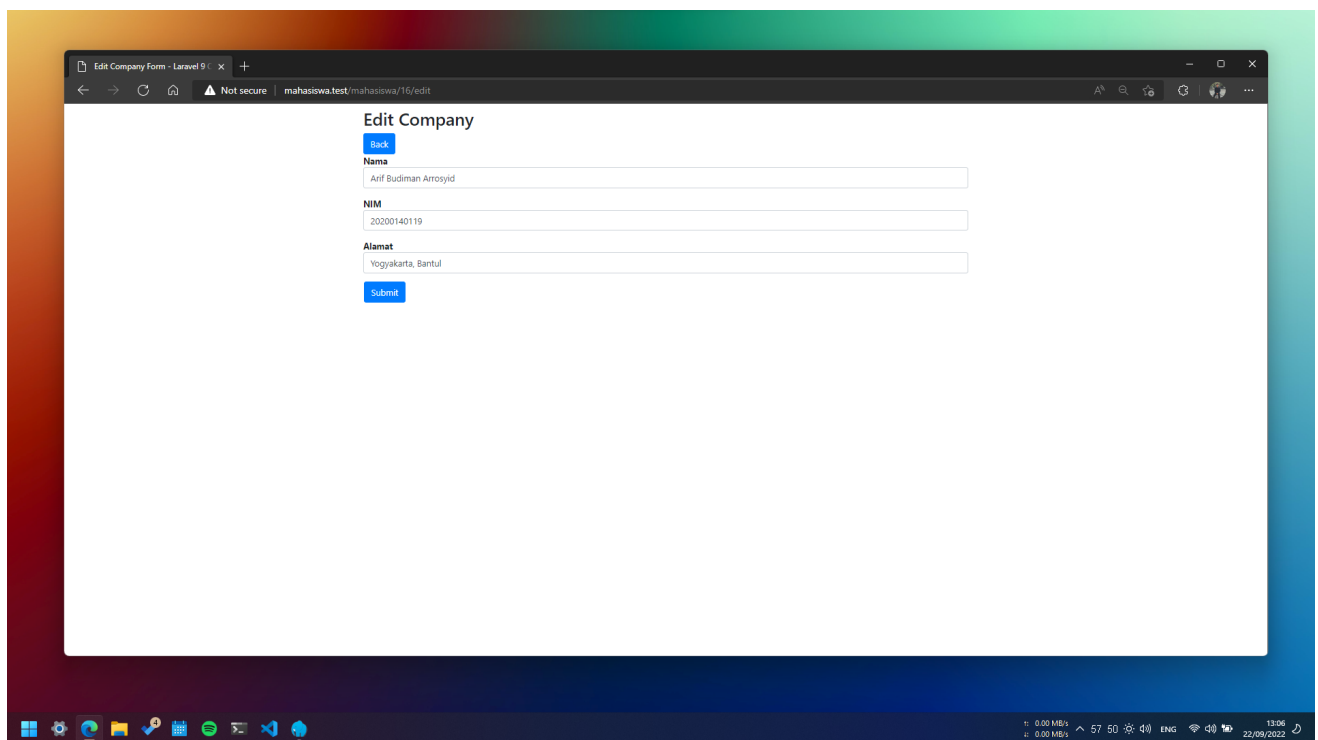 Edit Company Form - Laravel 9 C
Not secure | mahasiswa.test/mahasiswa/16/edit
Edit Company
Back
Nama
Arif Budiman Arrosyid
NIM
20200140119
Alamat
Yogyakarta, Bantul
Submit
4
0.00 MB/s
0.00 MB/s
57 50
ENG
13:06
22/09/2022